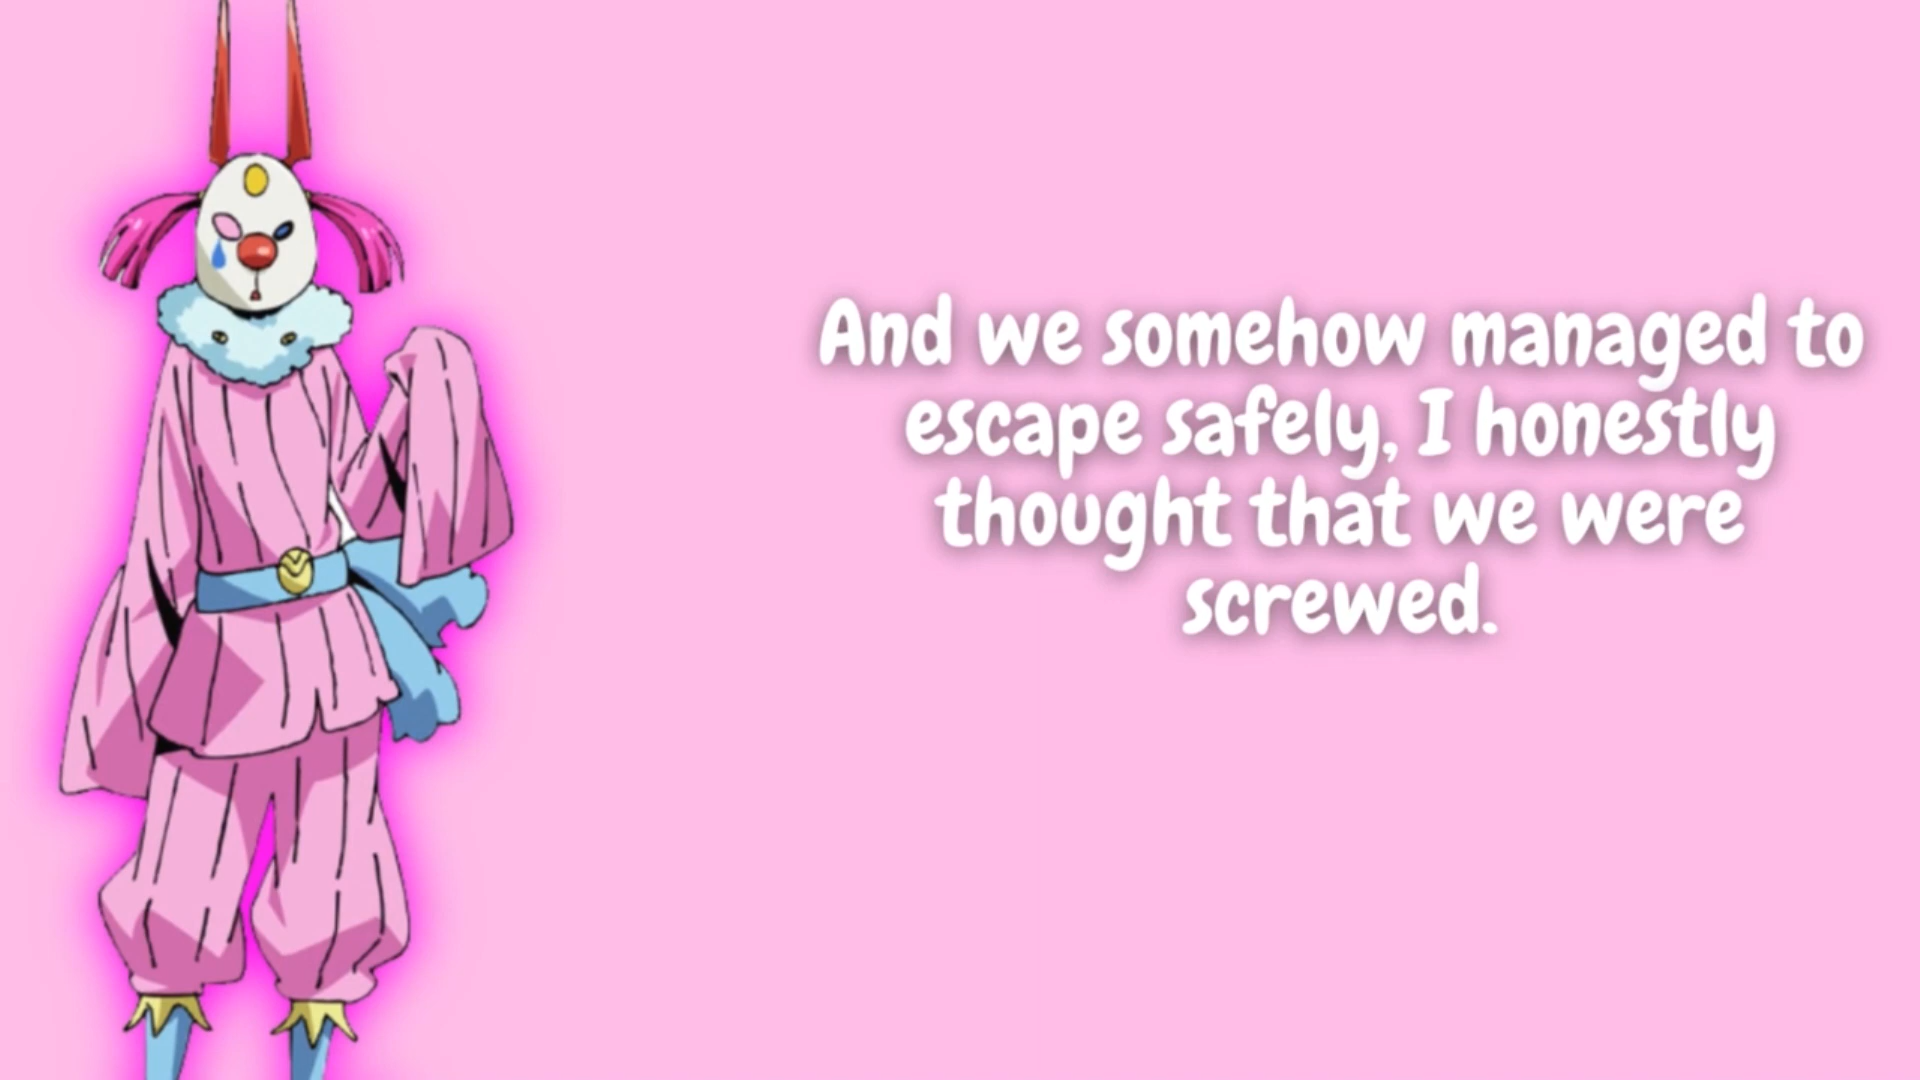 And we somehow managed to
escape safely, I honestly
thought that we were
screwed.